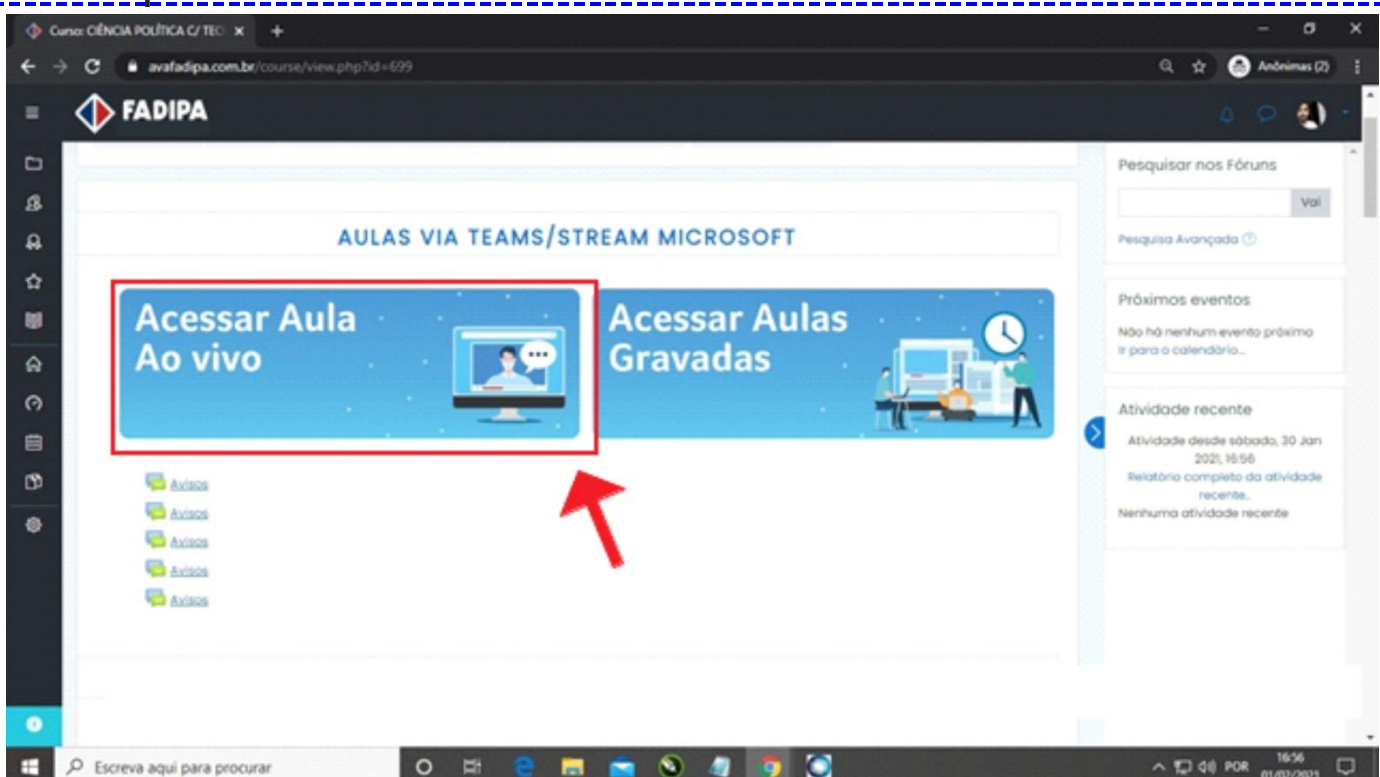 Curso: CIÊNCIA POLÍTICA C/ TEO
avafadipa.com.br/course/view.php?id=699
Anônimas (2)
FADIPA
AULAS VIA TEAMS/STREAM MICROSOFT
Acessar Aula
Ao vivo
Acessar Aulas
Gravadas
Avisos
Avisos
Avisos
Avisos
Avisos
Pesquisar nos Fóruns
Vai
Pesquisa Avançada
Próximos eventos
Não há nenhum evento próximo
Ir para o calendário...
Atividade recente
Atividade desde sábado, 30 Jan
2021, 16:56
Relatório completo da atividade
recente...
Nenhuma atividade recente
Escreva aqui para procurar
POR
16:56
01/02/2021